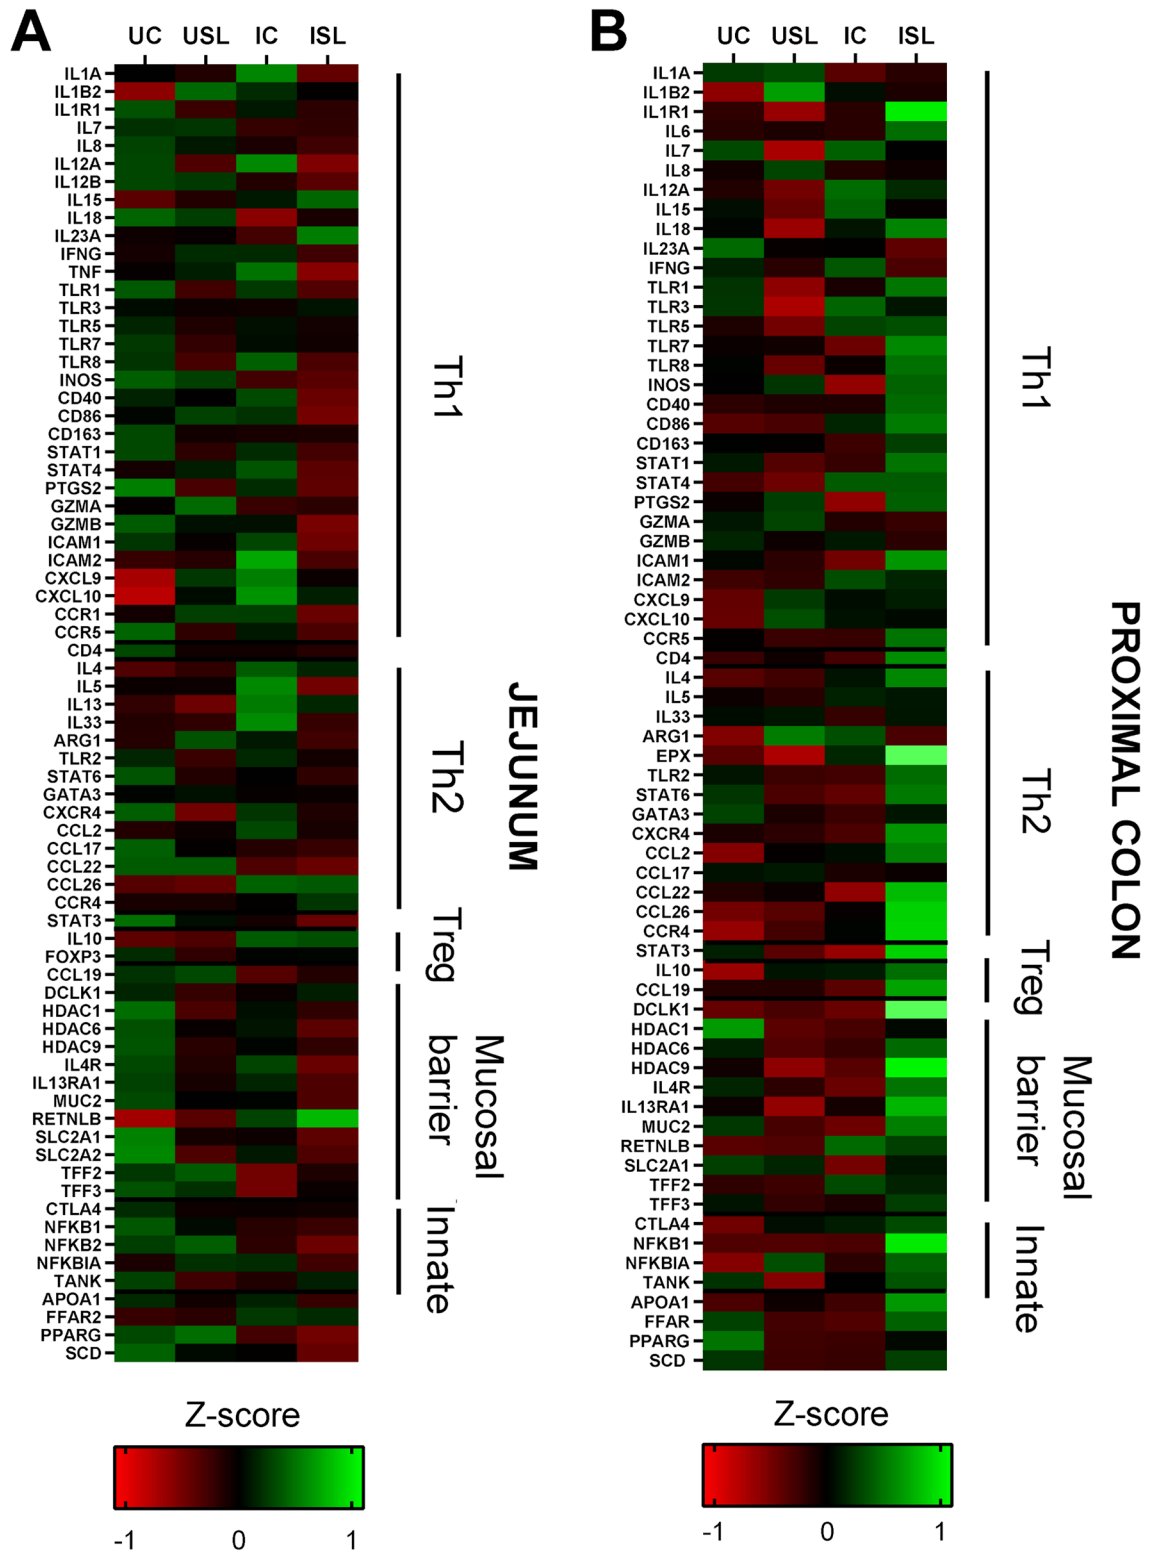 A
UC USL IC ISL
IL1A
IL1B2
IL1R1
IL7
IL8
IL12A
IL12B
IL15
IL18
IL23A
IFNG
TNF
TLR1
TLR3
TLR5
TLR7
TLR8
INOS
CD40
CD86
CD163
STAT1
STAT4
PTGS2
GZMA
GZMB
ICAM1
ICAM2
CXCL9
CXCL10
CCR1
CCR5
CD4
IL4
IL5
IL13
IL33
ARG1
TLR2
STAT6
GATA3
CXCR4
CCL2
CCL17
CCL22
CCL26
CCR4
STAT3
IL10
FOXP3
CCL19
DCLK1
HDAC1
HDAC6
HDAC9
IL4R
IL13RA1
MUC2
RETNLB
SLC2A1
SLC2A2
TFF2
TFF3
CTLA4
NFKB1
NFKB2
NFKBIA
TANK
APOA1
FFAR2
PPARG
SCD
Th1
Th2
Treg
Mucosal
barrier
Innate
JEJUNUM
Z-score
-1 0 1
B
UC USL IC ISL
IL1A
IL1B2
IL1R1
IL6
IL7
IL8
IL12A
IL15
IL18
IL23A
IFNG
TLR1
TLR3
TLR5
TLR7
TLR8
INOS
CD40
CD86
CD163
STAT1
STAT4
PTGS2
GZMA
GZMB
ICAM1
ICAM2
CXCL9
CXCL10
CCR5
CD4
IL4
IL5
IL33
ARG1
EPX
TLR2
STAT6
GATA3
CXCR4
CCL2
CCL17
CCL22
CCL26
CCR4
STAT3
IL10
CCL19
DCLK1
HDAC1
HDAC6
HDAC9
IL4R
IL13RA1
MUC2
RETNLB
SLC2A1
TFF2
TFF3
CTLA4
NFKB1
NFKBIA
TANK
APOA1
FFAR
PPARG
SCD
Th1
Th2
Treg
Mucosal
barrier
Innate
PROXIMAL COLON
Z-score
-1 0 1